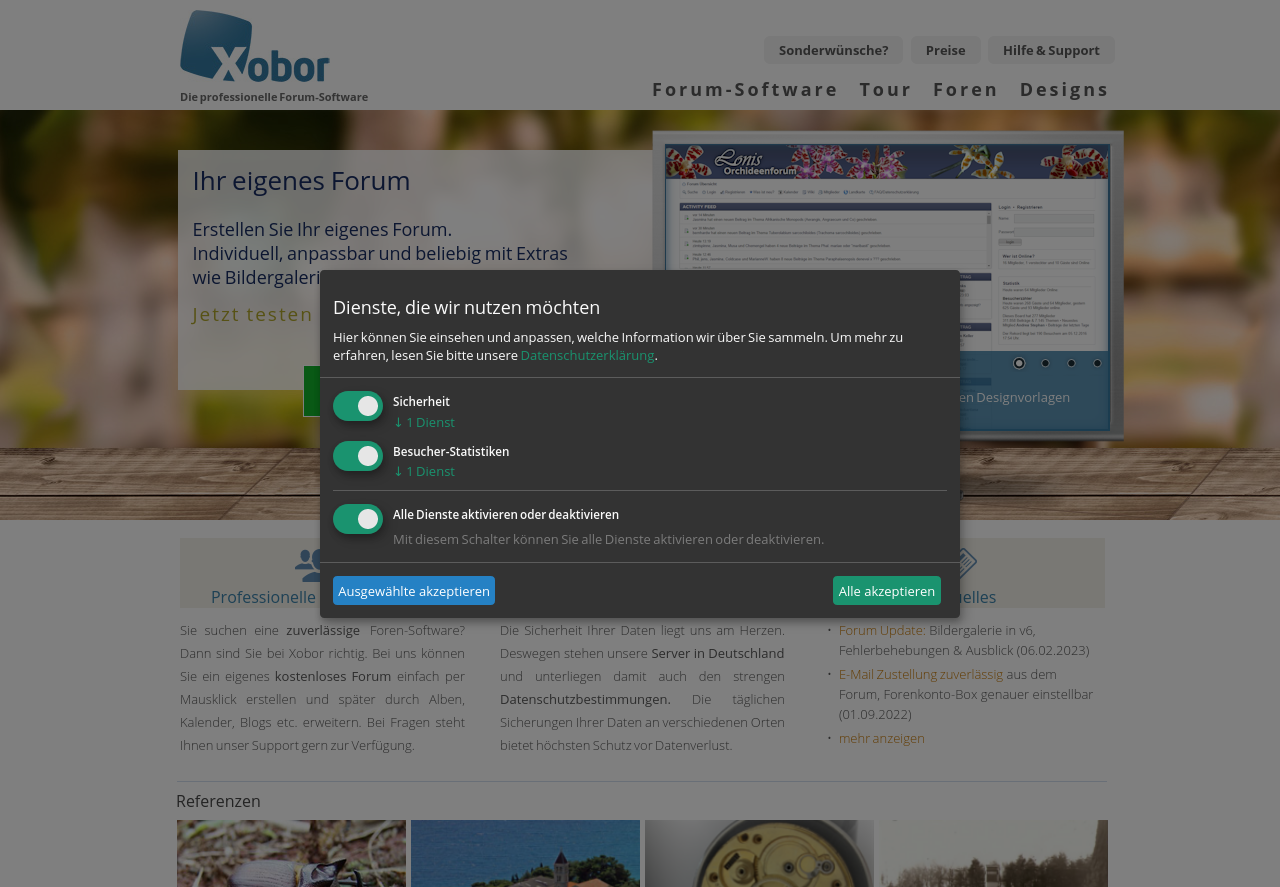 Xobor
Die professionelle Forum-Software
Sonderwünsche?
Preise
Hilfe & Support
Forum-Software
Tour
Foren
Designs
Ihr eigenes Forum
Erstellen Sie Ihr eigenes Forum.
Individuell, anpassbar und beliebig mit Extras
wie Bildergaleri
Jetzt testen
Lonis
Orchideenforum
ACTIVITY FEED
en Designvorlagen
Dienste, die wir nutzen möchten
Hier können Sie einsehen und anpassen, welche Information wir über Sie sammeln. Um mehr zu
erfahren, lesen Sie bitte unsere Datenschutzerklärung.
Sicherheit
↓ 1 Dienst
Besucher-Statistiken
↓ 1 Dienst
Alle Dienste aktivieren oder deaktivieren
Mit diesem Schalter können Sie alle Dienste aktivieren oder deaktivieren.
Ausgewählte akzeptieren
Alle akzeptieren
Professionelle
uelles
Sie suchen eine zuverlässige Foren-Software?
Dann sind Sie bei Xobor richtig. Bei uns können
Sie ein eigenes kostenloses Forum einfach per
Mausklick erstellen und später durch Alben,
Kalender, Blogs etc. erweitern. Bei Fragen steht
Ihnen unser Support gern zur Verfügung.
Die Sicherheit Ihrer Daten liegt uns am Herzen.
Deswegen stehen unsere Server in Deutschland
und unterliegen damit auch den strengen
Datenschutzbestimmungen. Die täglichen
Sicherungen Ihrer Daten an verschiedenen Orten
bietet höchsten Schutz vor Datenverlust.
• Forum Update: Bildergalerie in v6,
Fehlerbehebungen & Ausblick (06.02.2023)
• E-Mail Zustellung zuverlässig aus dem
Forum, Forenkonto-Box genauer einstellbar
(01.09.2022)
• mehr anzeigen
Referenzen